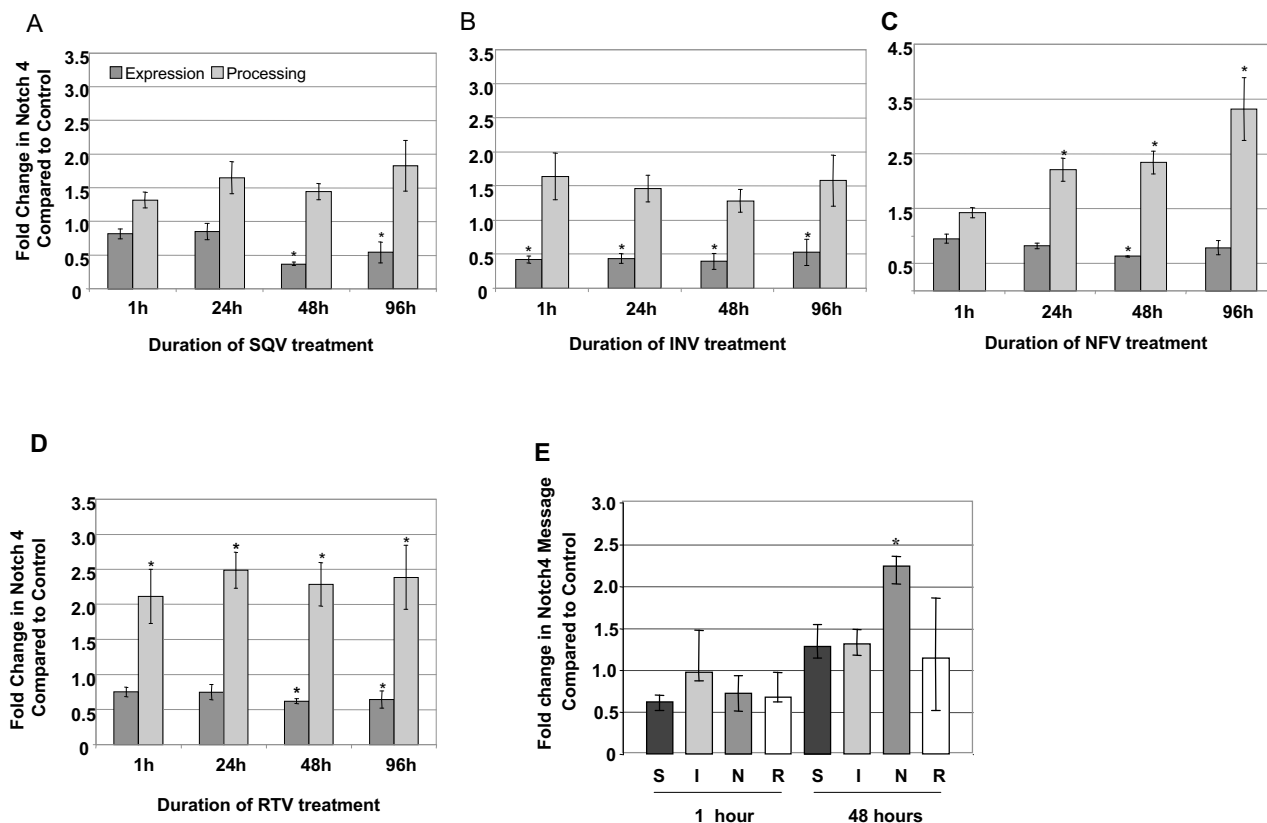 A
Fold Change in Notch 4
Compared to Control
3.5
3.0
2.5
2.0
1.5
1.0
0.5
0
Expression
Processing
*
*
1h 24h 48h 96h
Duration of SQV treatment
B
3.5
3.0
2.5
2.0
1.5
1.0
0.5
0
* * * *
1h 24h 48h 96h
Duration of INV treatment
C
4.5
3.5
2.5
1.5
0.5
* * * *
1h 24h 48h 96h
Duration of NFV treatment
D
Fold Change in Notch 4
Compared to Control
3.5
3.0
2.5
2.0
1.5
1.0
0.5
0
* * * *
* *
1h 24h 48h 96h
Duration of RTV treatment
E
Fold change in Notch4 Message
Compared to Control
3.0
2.5
2.0
1.5
1.0
0.5
0
*
S I N R S I N R
1 hour 48 hours